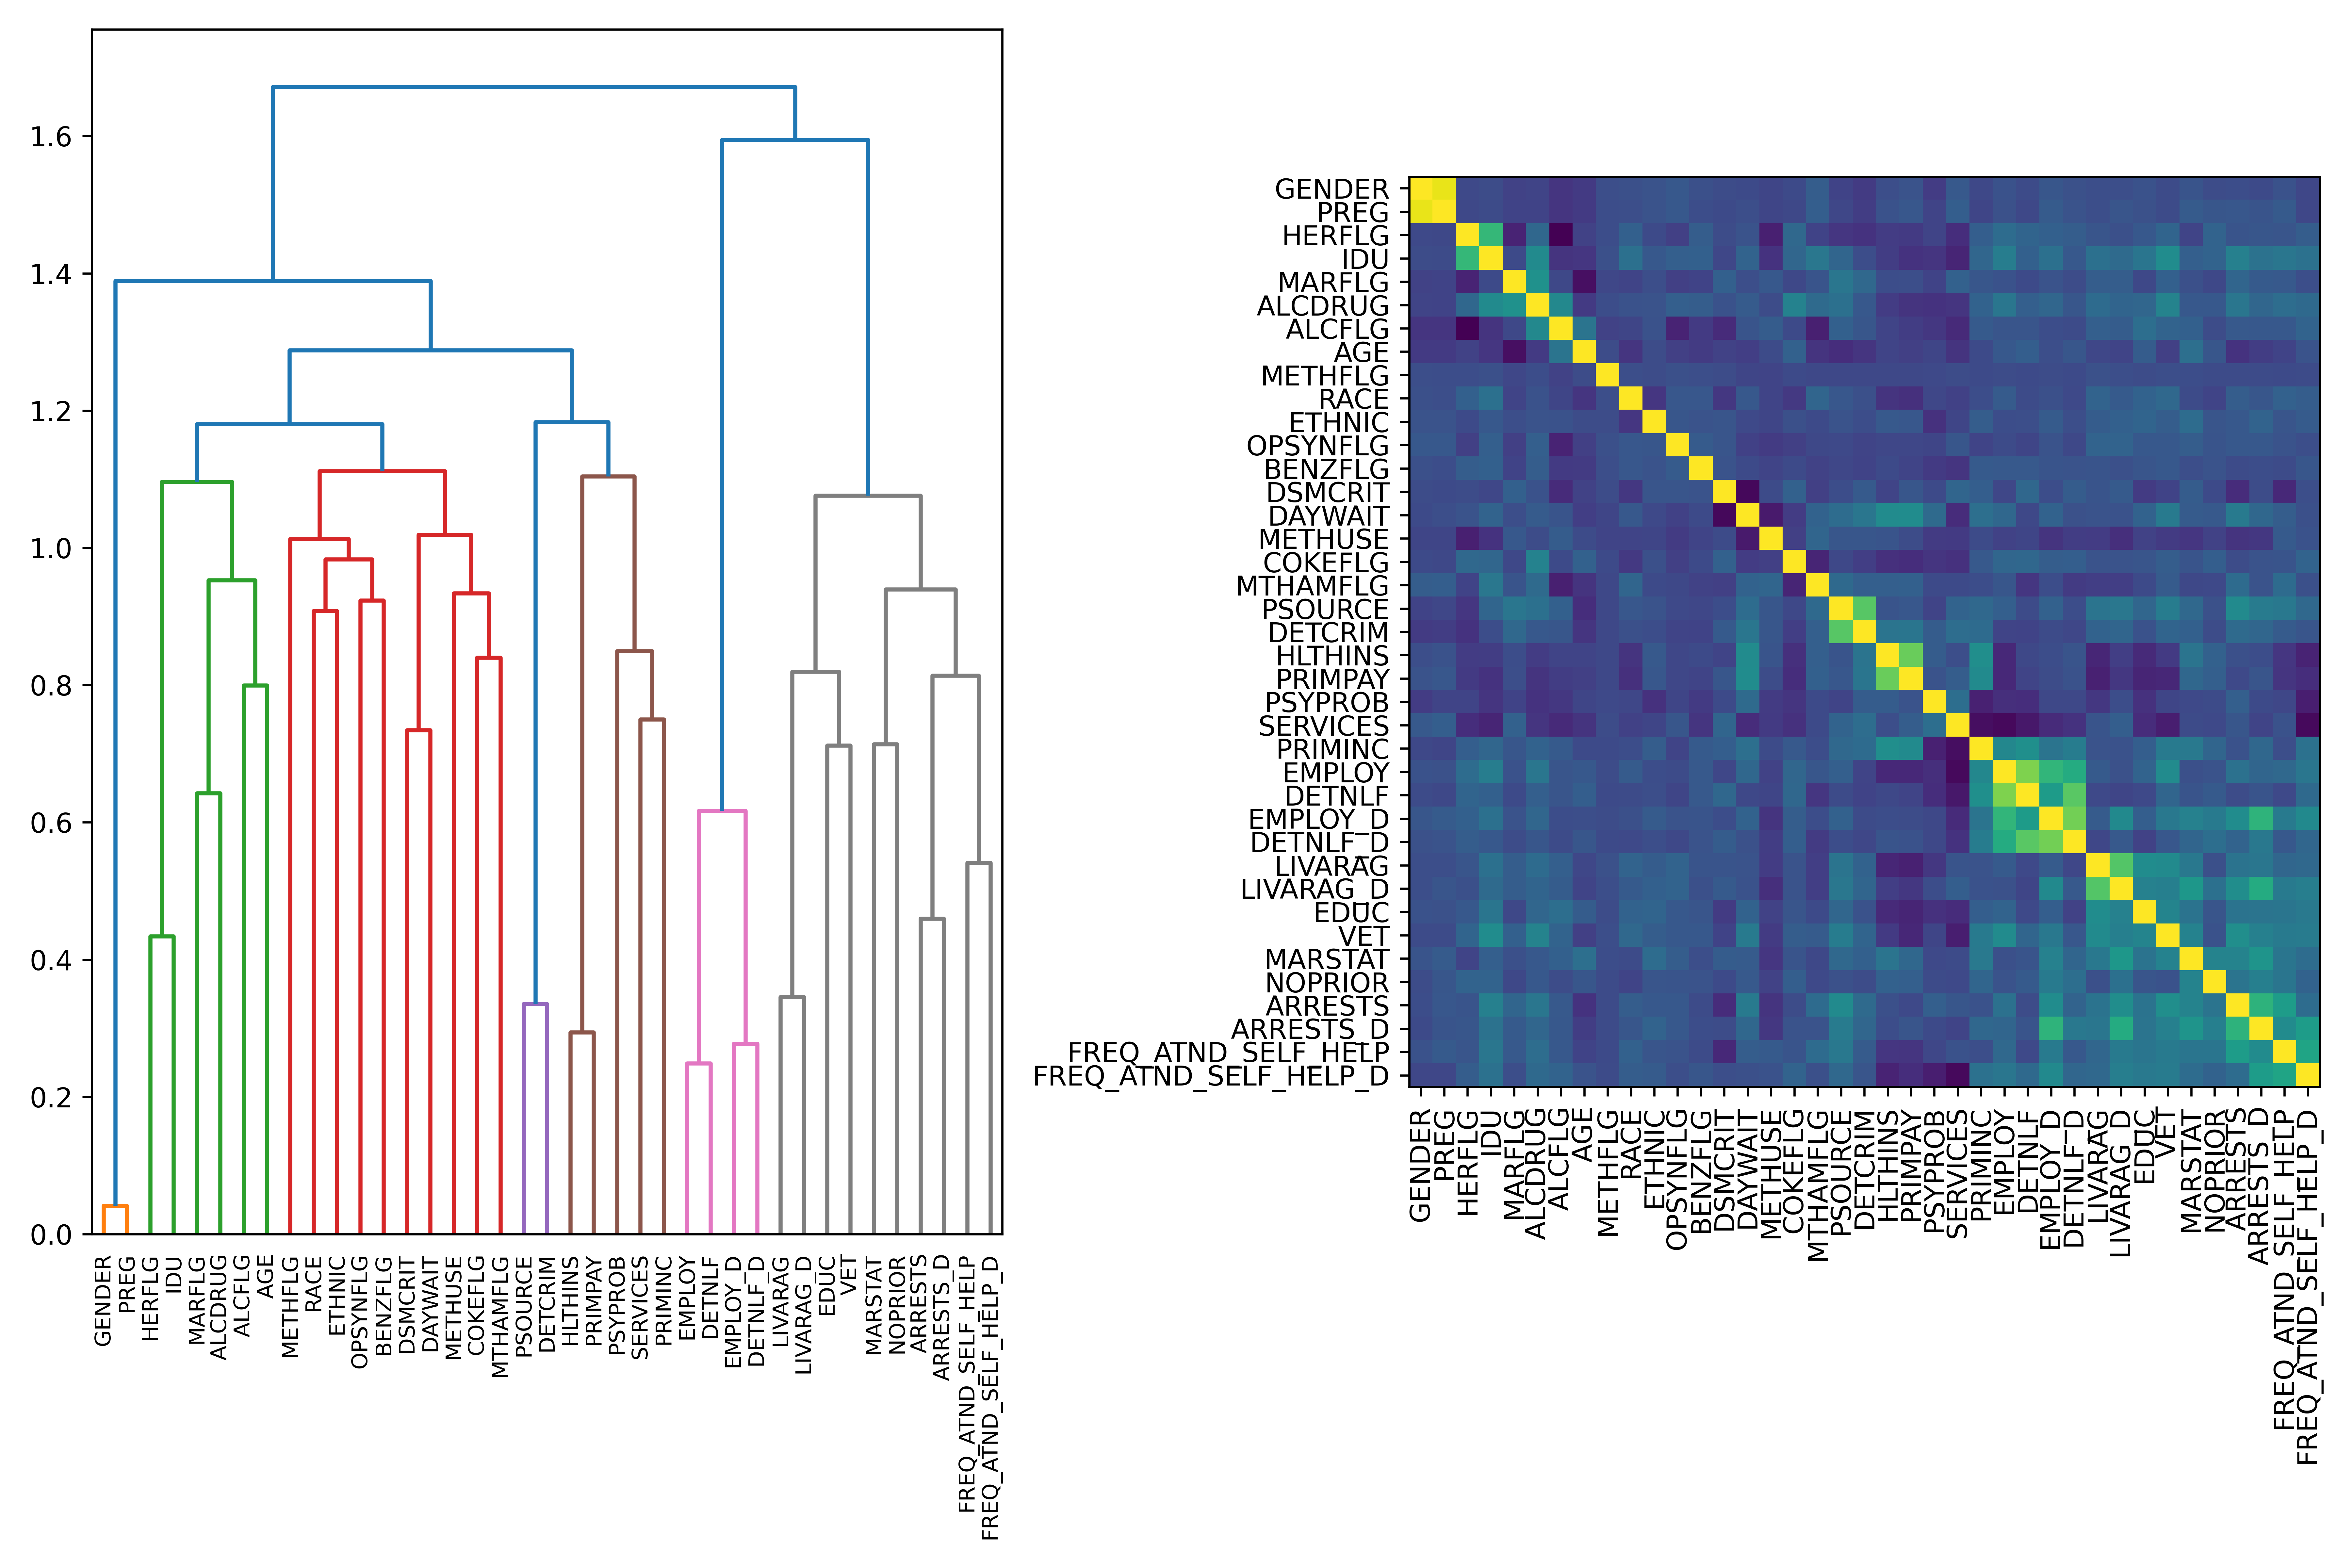 1.6
1.4
1.2
1.0
0.8
0.6
0.4
0.2
0.0
GENDER
PREG
HERFLG
IDU
MARFLG
ALCDRUG
ALCFLG
AGE
METHFLG
RACE
ETHNIC
OPSYNFLG
BENZFLG
DSMCRIT
DAYWAIT
METHUSE
COKEFLG
MTHAMFLG
PSOURCE
DETCRIM
HLTHINS
PRIMPAY
PSYPROB
SERVICES
PRIMINC
EMPLOY
DETNLF
EMPLOY_D
DETNLF_D
LIVARAG
LIVARAG_D
EDUC
VET
MARSTAT
NOPRIOR
ARRESTS
ARRESTS_D
FREQ_ATND_SELF_HELP
FREQ_ATND_SELF_HELP_D
GENDER
PREG
HERFLG
IDU
MARFLG
ALCDRUG
ALCFLG
AGE
METHFLG
RACE
ETHNIC
OPSYNFLG
BENZFLG
DSMCRIT
DAYWAIT
METHUSE
COKEFLG
MTHAMFLG
PSOURCE
DETCRIM
HLTHINS
PRIMPAY
PSYPROB
SERVICES
PRIMINC
EMPLOY
DETNLF
EMPLOY_D
DETNLF_D
LIVARAG
LIVARAG_D
EDUC
VET
MARSTAT
NOPRIOR
ARRESTS
ARRESTS_D
FREQ_ATND_SELF_HELP
FREQ_ATND_SELF_HELP_D
GENDER
PREG
HERFLG
IDU
MARFLG
ALCDRUG
ALCFLG
AGE
METHFLG
RACE
ETHNIC
OPSYNFLG
BENZFLG
DSMCRIT
DAYWAIT
METHUSE
COKEFLG
MTHAMFLG
PSOURCE
DETCRIM
HLTHINS
PRIMPAY
PSYPROB
SERVICES
PRIMINC
EMPLOY
DETNLF
EMPLOY_D
DETNLF_D
LIVARAG
LIVARAG_D
EDUC
VET
MARSTAT
NOPRIOR
ARRESTS
ARRESTS_D
FREQ_ATND_SELF_HELP
FREQ_ATND_SELF_HELP_D